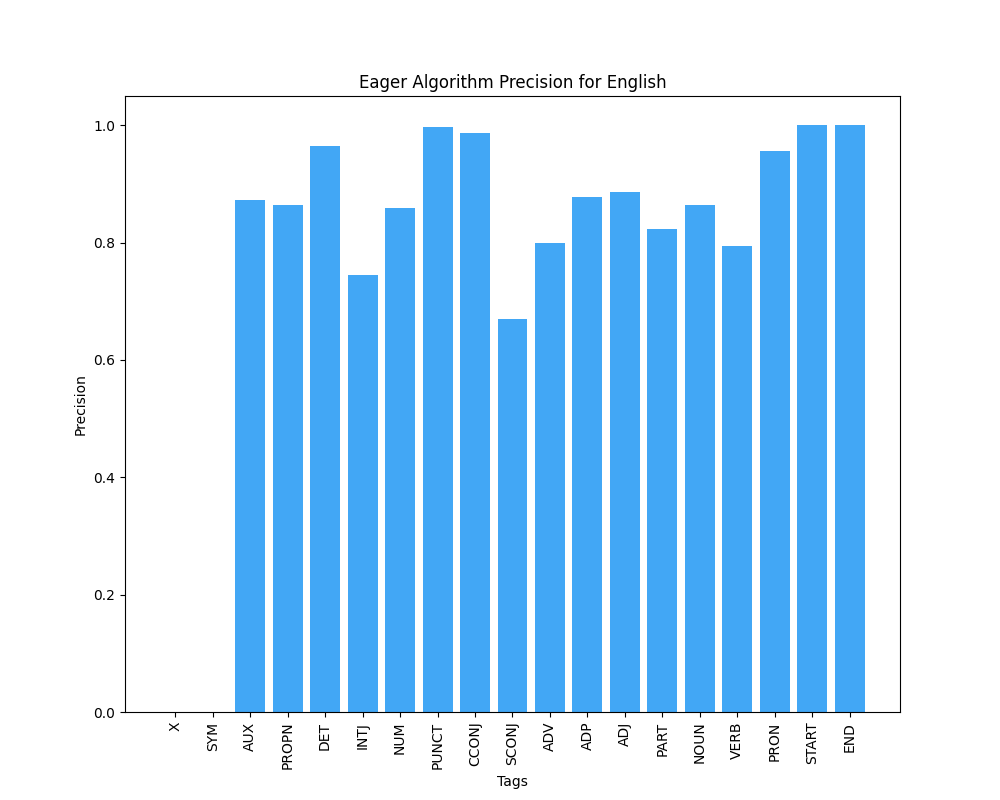 Eager Algorithm Precision for English
1.0
0.8
0.6
0.4
0.2
0.0
Precision
X
SYM
AUX
PROPN
DET
INTJ
NUM
PUNCT
CCONJ
SCONJ
ADV
ADP
ADJ
PART
NOUN
VERB
PRON
START
END
Tags